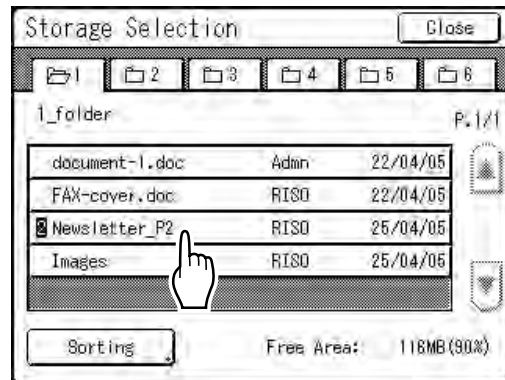 Storage Selection Close
1 2 3 4 5 6
1_folder P.1/1
document-1.doc Admn 22/04/05
FAX-cover.doc RISO 22/04/05
2 Newsletter_P2 RISO 25/04/05
Images RISO 25/04/05
Sorting Free Area: 116MB(90%)